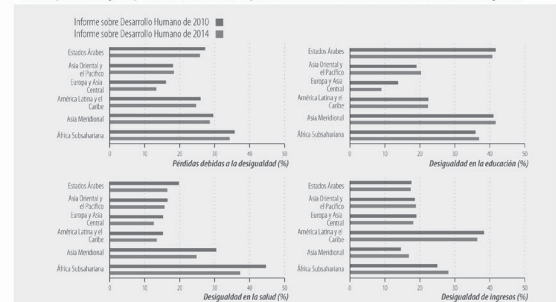 Informe sobre Desarrollo Humano de 2010
Informe sobre Desarrollo Humano de 2014
Estados Árabes
Asia Oriental y
el Pacífico
Europa y Asia
Central
América Latina y el
Caribe
Asia Meridional
África Subsahariana
0 10 20 30 40 50
Pérdidas debidas a la desigualdad (%)
Estados Árabes
Asia Oriental y
el Pacífico
Europa y Asia
Central
América Latina y el
Caribe
Asia Meridional
África Subsahariana
0 10 20 30 40 50
Desigualdad en la educación (%)
Estados Árabes
Asia Oriental y
el Pacífico
Europa y Asia
Central
América Latina y el
Caribe
Asia Meridional
África Subsahariana
0 10 20 30 40 50
Desigualdad en la salud (%)
Estados Árabes
Asia Oriental y
el Pacífico
Europa y Asia
Central
América Latina y el
Caribe
Asia Meridional
África Subsahariana
0 10 20 30 40 50
Desigualdad de ingresos (%)